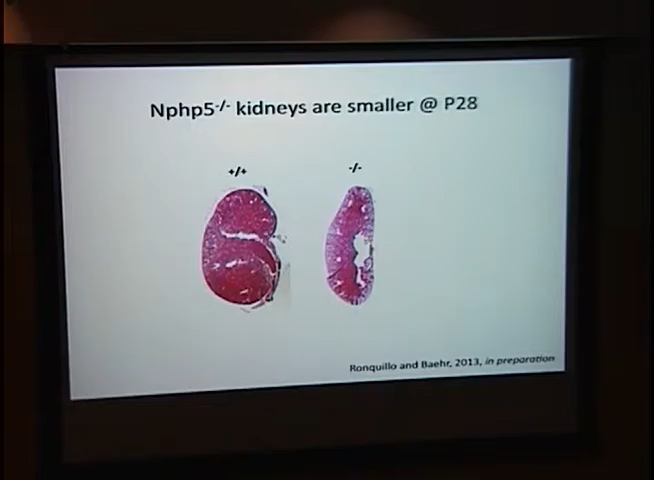 Nphp5-/- kidneys are smaller @ P28
+/+
-/-
Ronquillo and Baehr, 2013, in preparation